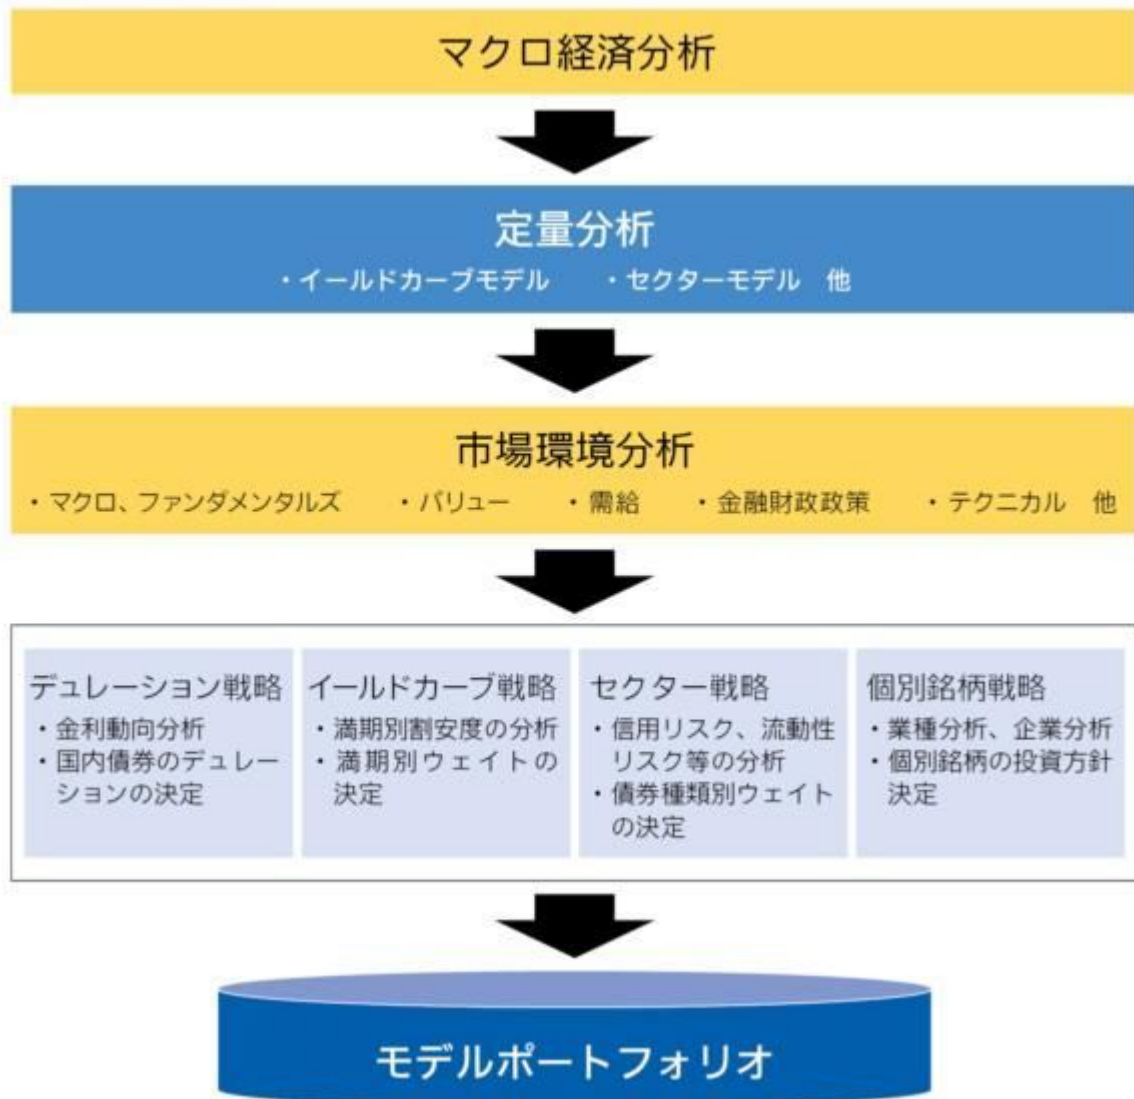 マクロ経済分析
定量分析
・イールドカーブモデル ・セクターモデル 他
市場環境分析
・マクロ、ファンダメンタルズ ・バリュー ・需給 ・金融財政政策 ・テクニカル 他
デュレーション戦略
・金利動向分析
・国内債券のデュレー
ションの決定
イールドカーブ戦略
・満期別割安度の分析
・満期別ウェイトの
決定
セクター戦略
・信用リスク、流動性
リスク等の分析
・債券種類別ウェイト
の決定
個別銘柄戦略
・業種分析、企業分析
・個別銘柄の投資方針
決定
モデルポートフォリオ